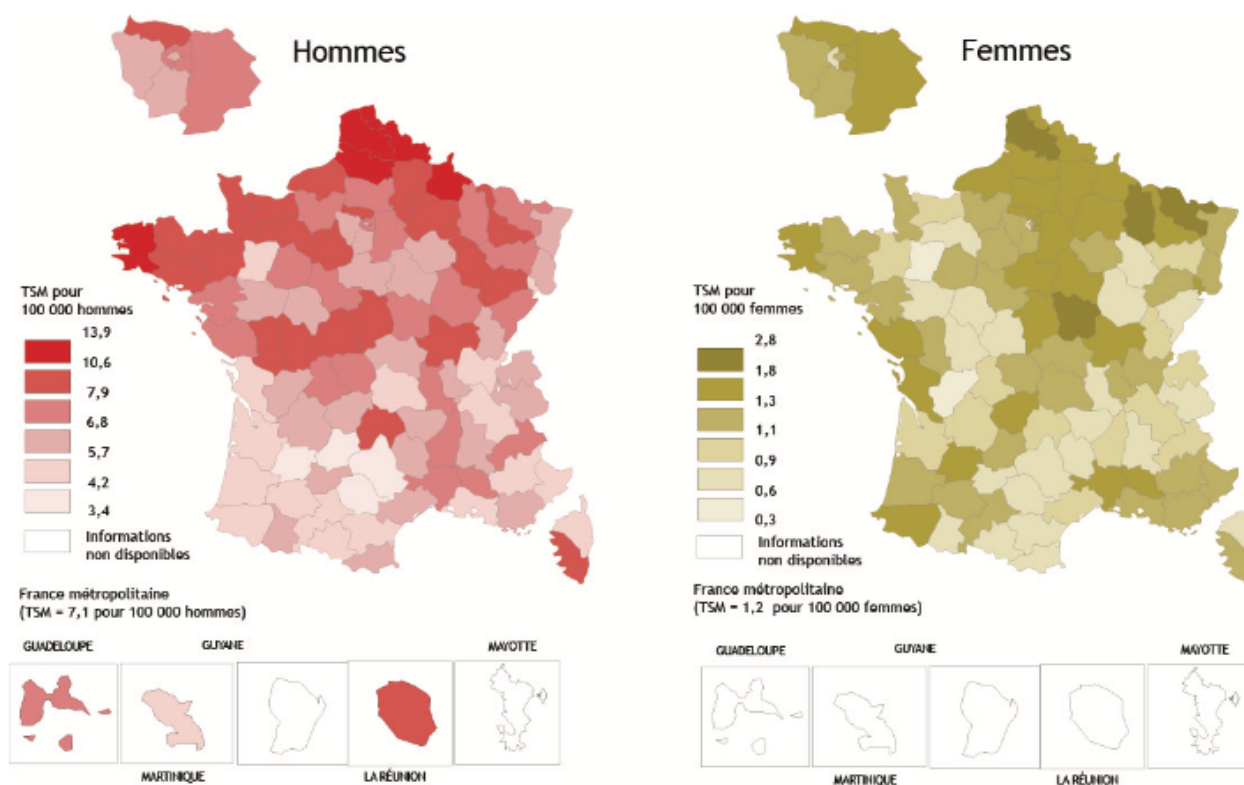 Hommes
TSM pour
100 000 hommes
13,9
10,6
7,9
6,8
5,7
4,2
3,4
Informations
non disponibles
France métropolitaine
(TSM = 7,1 pour 100 000 hommes)
GUADELOUPE
GUYANE
MAYOTTE
MARTINIQUE
LA RÉUNION
Femmes
TSM pour
100 000 femmes
2,8
1,8
1,3
1,1
0,9
0,6
0,3
Informations
non disponibles
France métropolitaine
(TSM = 1,2 pour 100 000 femmes)
GUADELOUPE
GUYANE
MAYOTTE
MARTINIQUE
LA RÉUNION